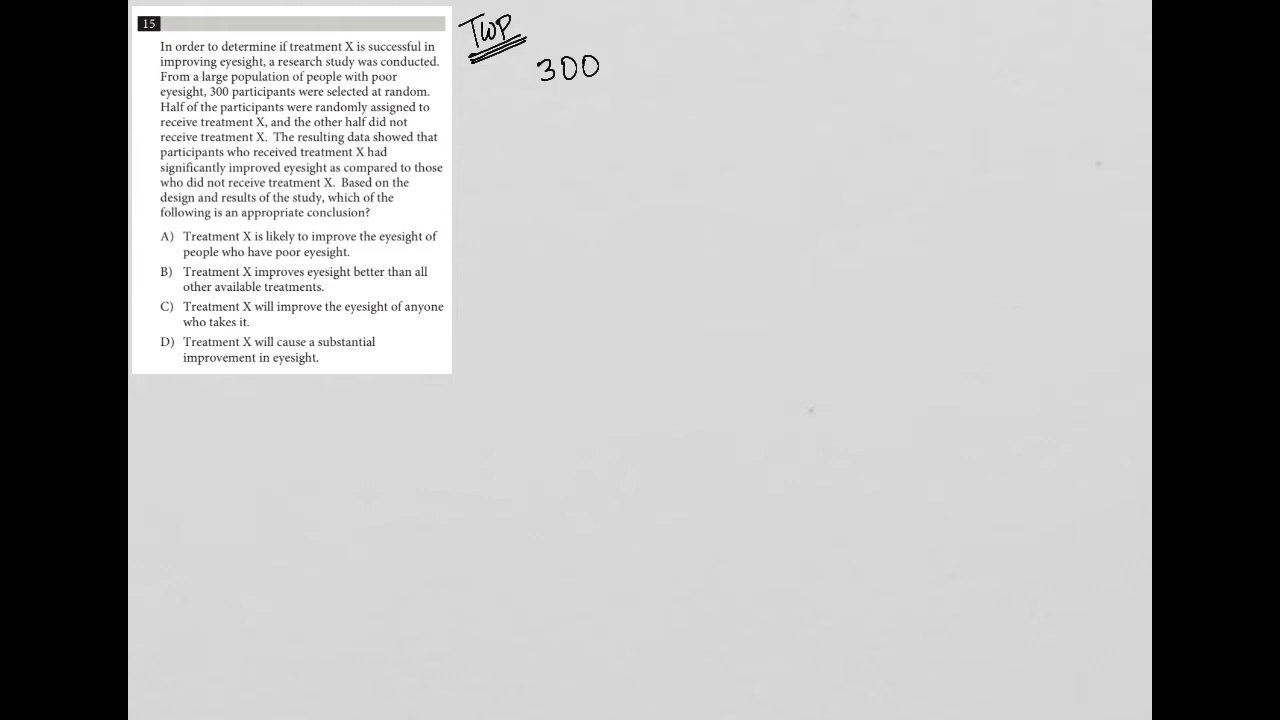 15
In order to determine if treatment X is successful in
improving eyesight, a research study was conducted.
From a large population of people with poor
eyesight, 300 participants were selected at random.
Half of the participants were randomly assigned to
receive treatment X, and the other half did not
receive treatment X. The resulting data showed that
participants who received treatment X had
significantly improved eyesight as compared to those
who did not receive treatment X. Based on the
design and results of the study, which of the
following is an appropriate conclusion?
A) Treatment X is likely to improve the eyesight of
people who have poor eyesight.
B) Treatment X improves eyesight better than all
other available treatments.
C) Treatment X will improve the eyesight of anyone
who takes it.
D) Treatment X will cause a substantial
improvement in eyesight.
TWP
300